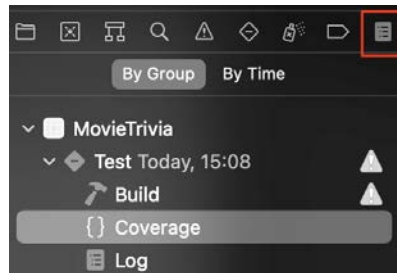 By Group By Time
MovieTrivia
Test Today, 15:08
Build
{} Coverage
Log